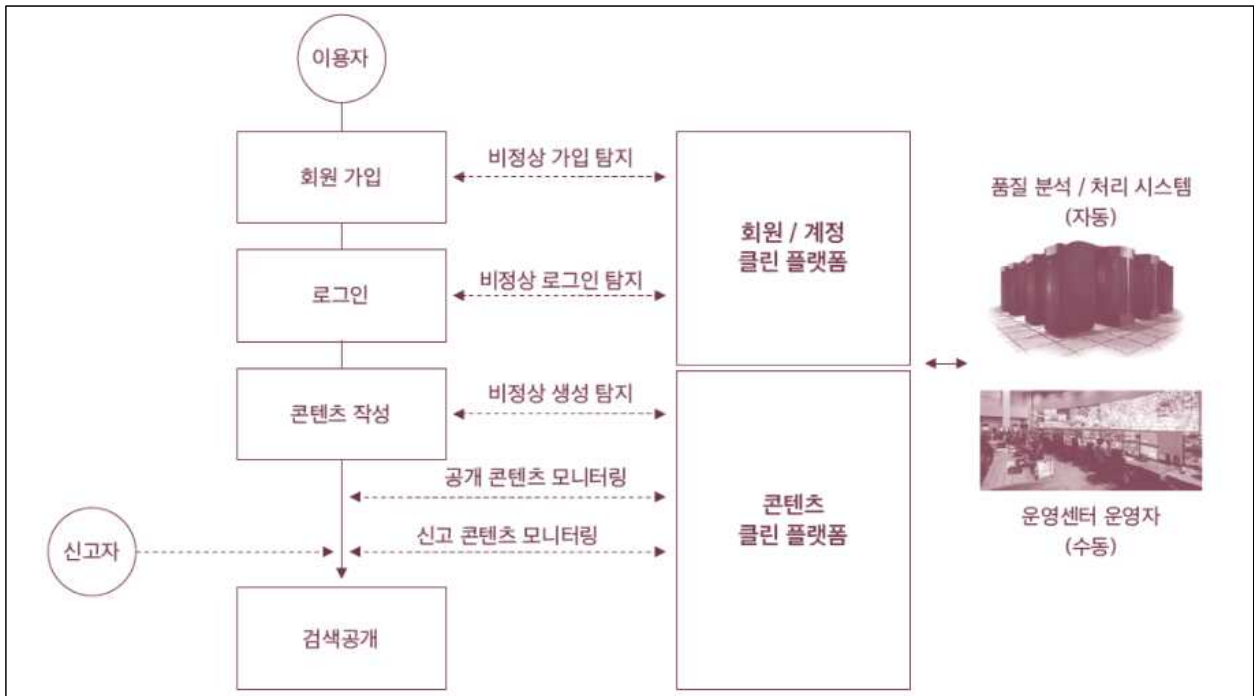 이용자
회원 가입
비정상 가입 탐지
회원 / 계정
클린 플랫폼
로그인
비정상 로그인 탐지
콘텐츠 작성
비정상 생성 탐지
공개 콘텐츠 모니터링
신고자
신고 콘텐츠 모니터링
콘텐츠
클린 플랫폼
검색공개
품질 분석 / 처리 시스템
(자동)
운영센터 운영자
(수동)